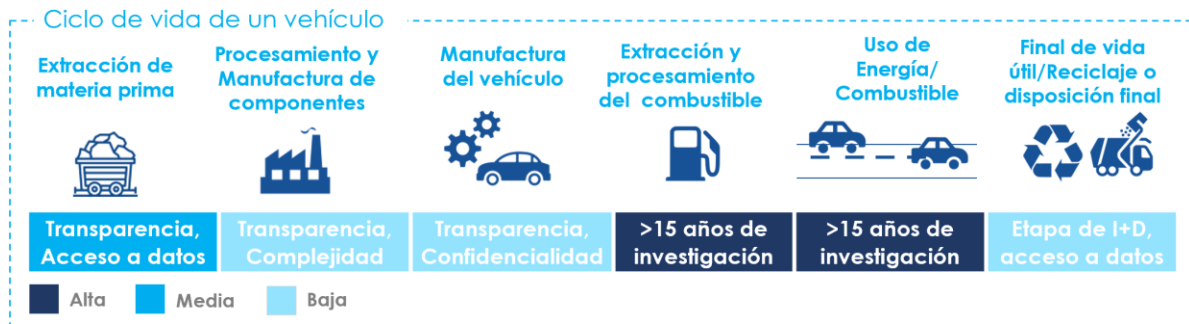 Ciclo de vida de un vehículo
Extracción de
materia prima
Procesamiento y
Manufactura de
componentes
Manufactura
del vehículo
Extracción y
procesamiento
del combustible
Uso de
Energía/
Combustible
Final de vida
útil/Reciclaje o
disposición final
Transparencia,
Acceso a datos
Transparencia,
Complejidad
Transparencia,
Confidencialidad
>15 años de
investigación
>15 años de
investigación
Etapa de I+D,
acceso a datos
Alta
Media
Baja